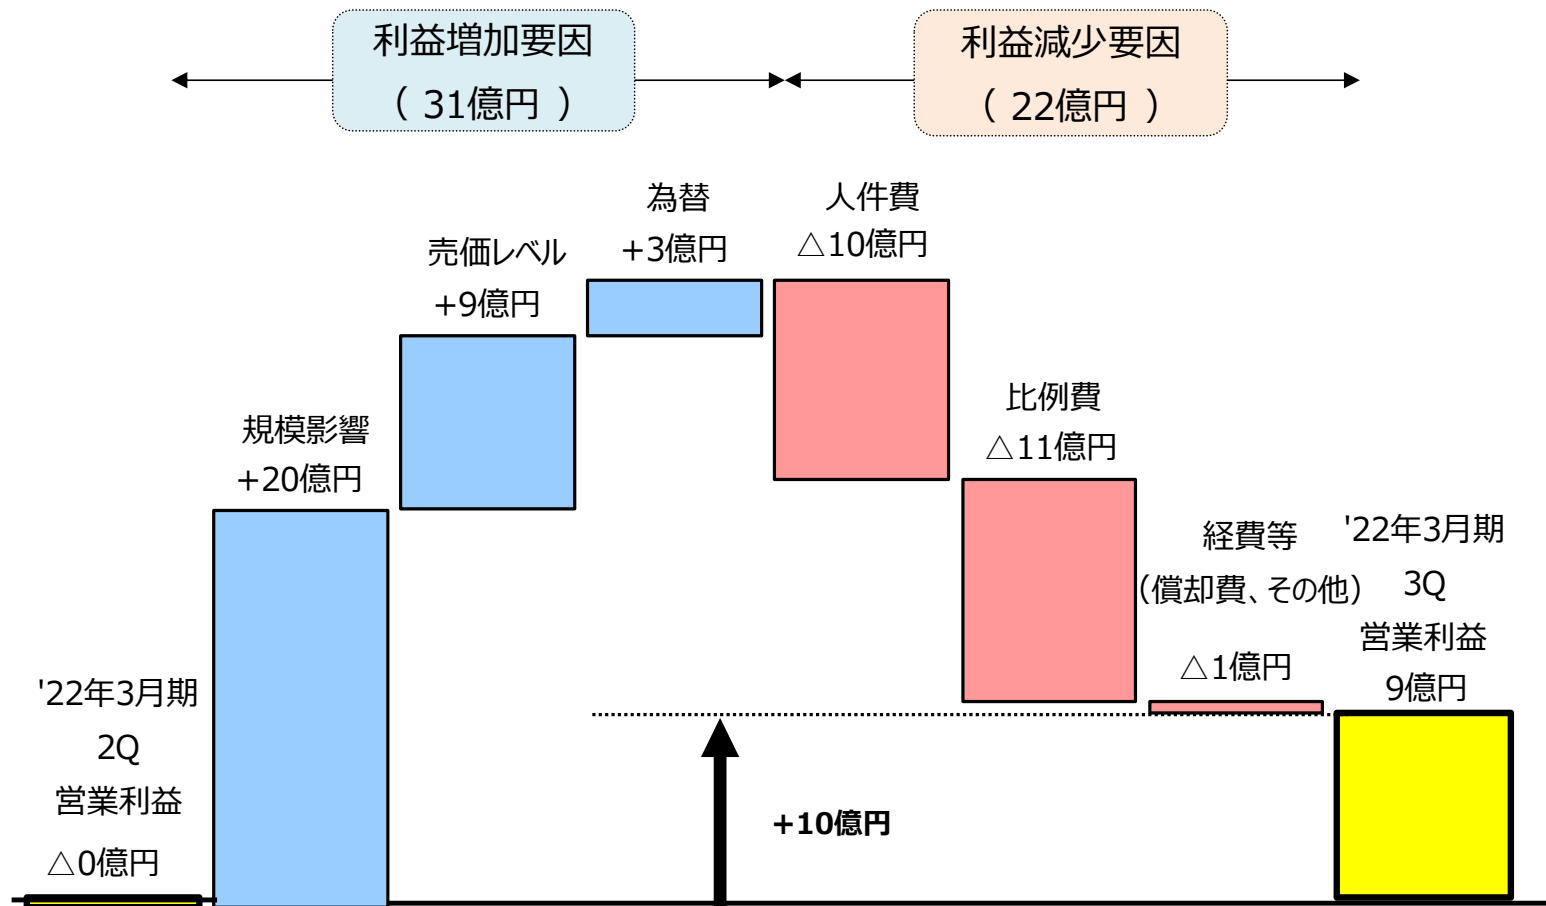 利益増加要因
（ 31億円 ）
利益減少要因
（ 22億円 ）
'22年3月期
2Q
営業利益
△0億円
規模影響
+20億円
売価レベル
+9億円
為替
+3億円
人件費
△10億円
比例費
△11億円
経費等
（償却費、その他）
△1億円
'22年3月期
3Q
営業利益
9億円
+10億円